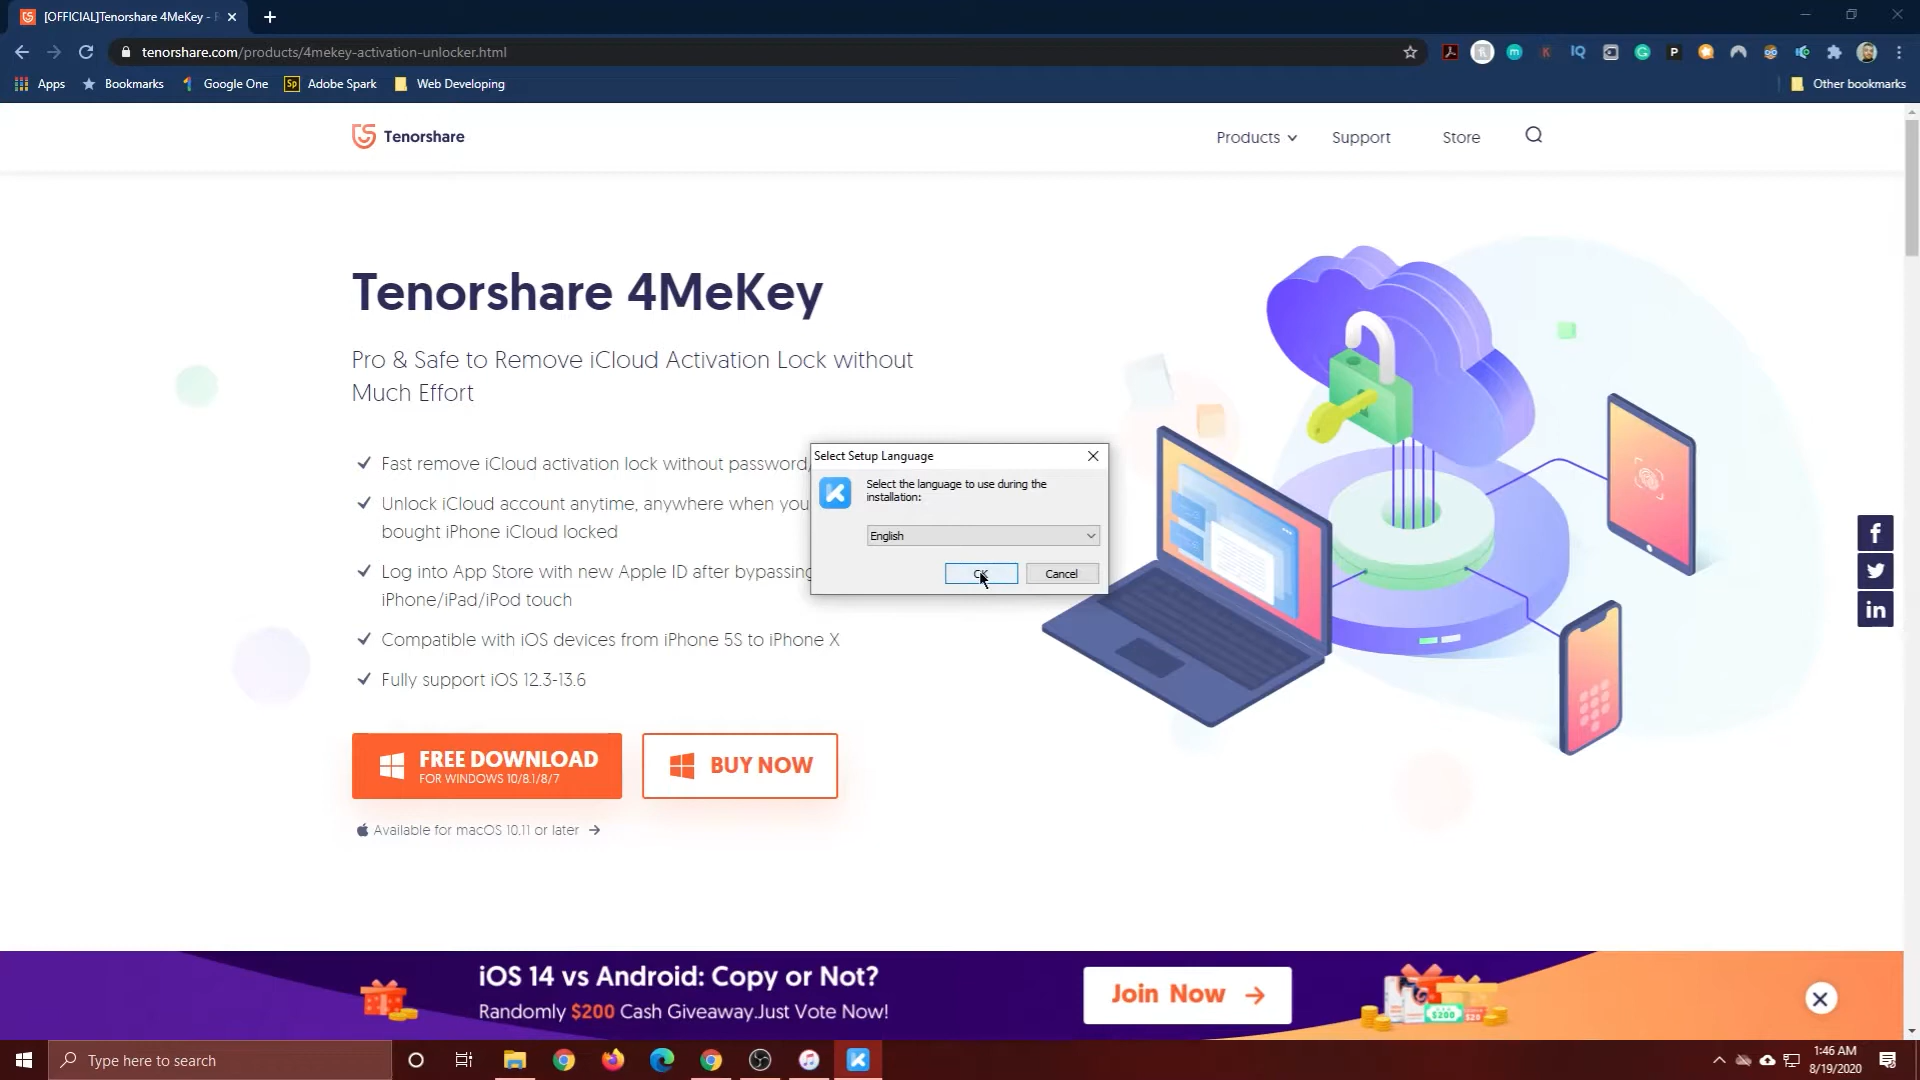 [OFFICIAL]Tenorshare 4MeKey -
tenorshare.com/products/4mekey-activation-unlocker.html
Apps
Bookmarks
Google One
Adobe Spark
Web Developing
Other bookmarks
Tenorshare
Products
Support
Store
Tenorshare 4MeKey
Pro & Safe to Remove iCloud Activation Lock without
Much Effort
Fast remove iCloud activation lock without password/
Unlock iCloud account anytime, anywhere when you
bought iPhone iCloud locked
Log into App Store with new Apple ID after bypassing
iPhone/iPad/iPod touch
Compatible with iOS devices from iPhone 5S to iPhone X
Fully support iOS 12.3-13.6
FREE DOWNLOAD
FOR WINDOWS 10/8.1/8/7
BUY NOW
Available for macOS 10.11 or later
Select Setup Language
Select the language to use during the
installation:
English
OK
Cancel
iOS 14 vs Android: Copy or Not?
Randomly $200 Cash Giveaway.Just Vote Now!
Join Now
$200
Type here to search
1:46 AM
8/19/2020